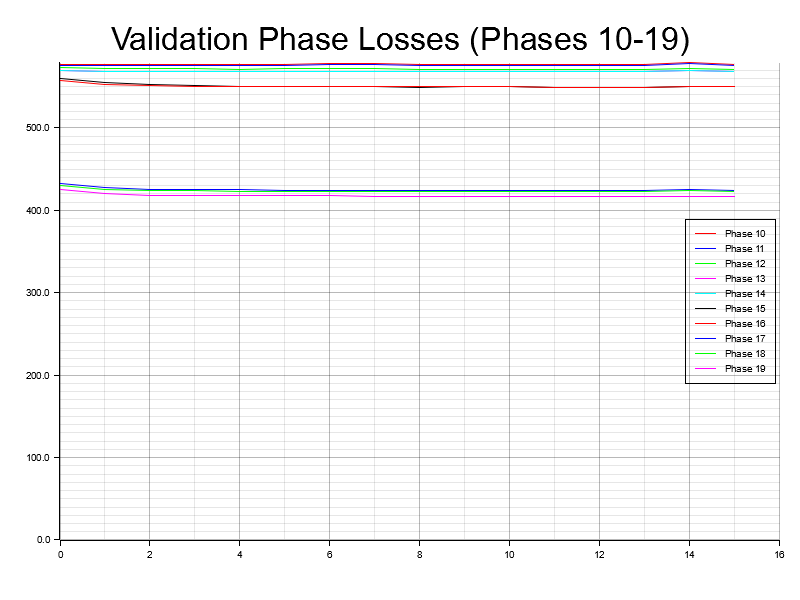 Validation Phase Losses (Phases 10-19)
500.0
400.0
300.0
200.0
100.0
0.0
Phase 10
Phase 11
Phase 12
Phase 13
Phase 14
Phase 15
Phase 16
Phase 17
Phase 18
Phase 19
0 2 4 6 8 10 12 14 16